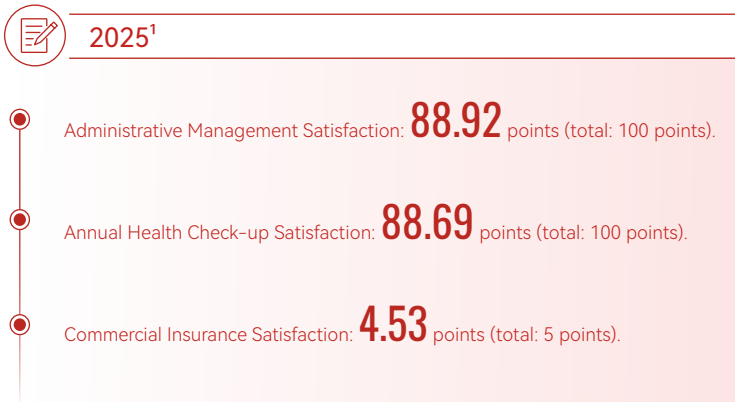 2025¹
Administrative Management Satisfaction: 88.92 points (total: 100 points).
Annual Health Check-up Satisfaction: 88.69 points (total: 100 points).
Commercial Insurance Satisfaction: 4.53 points (total: 5 points).